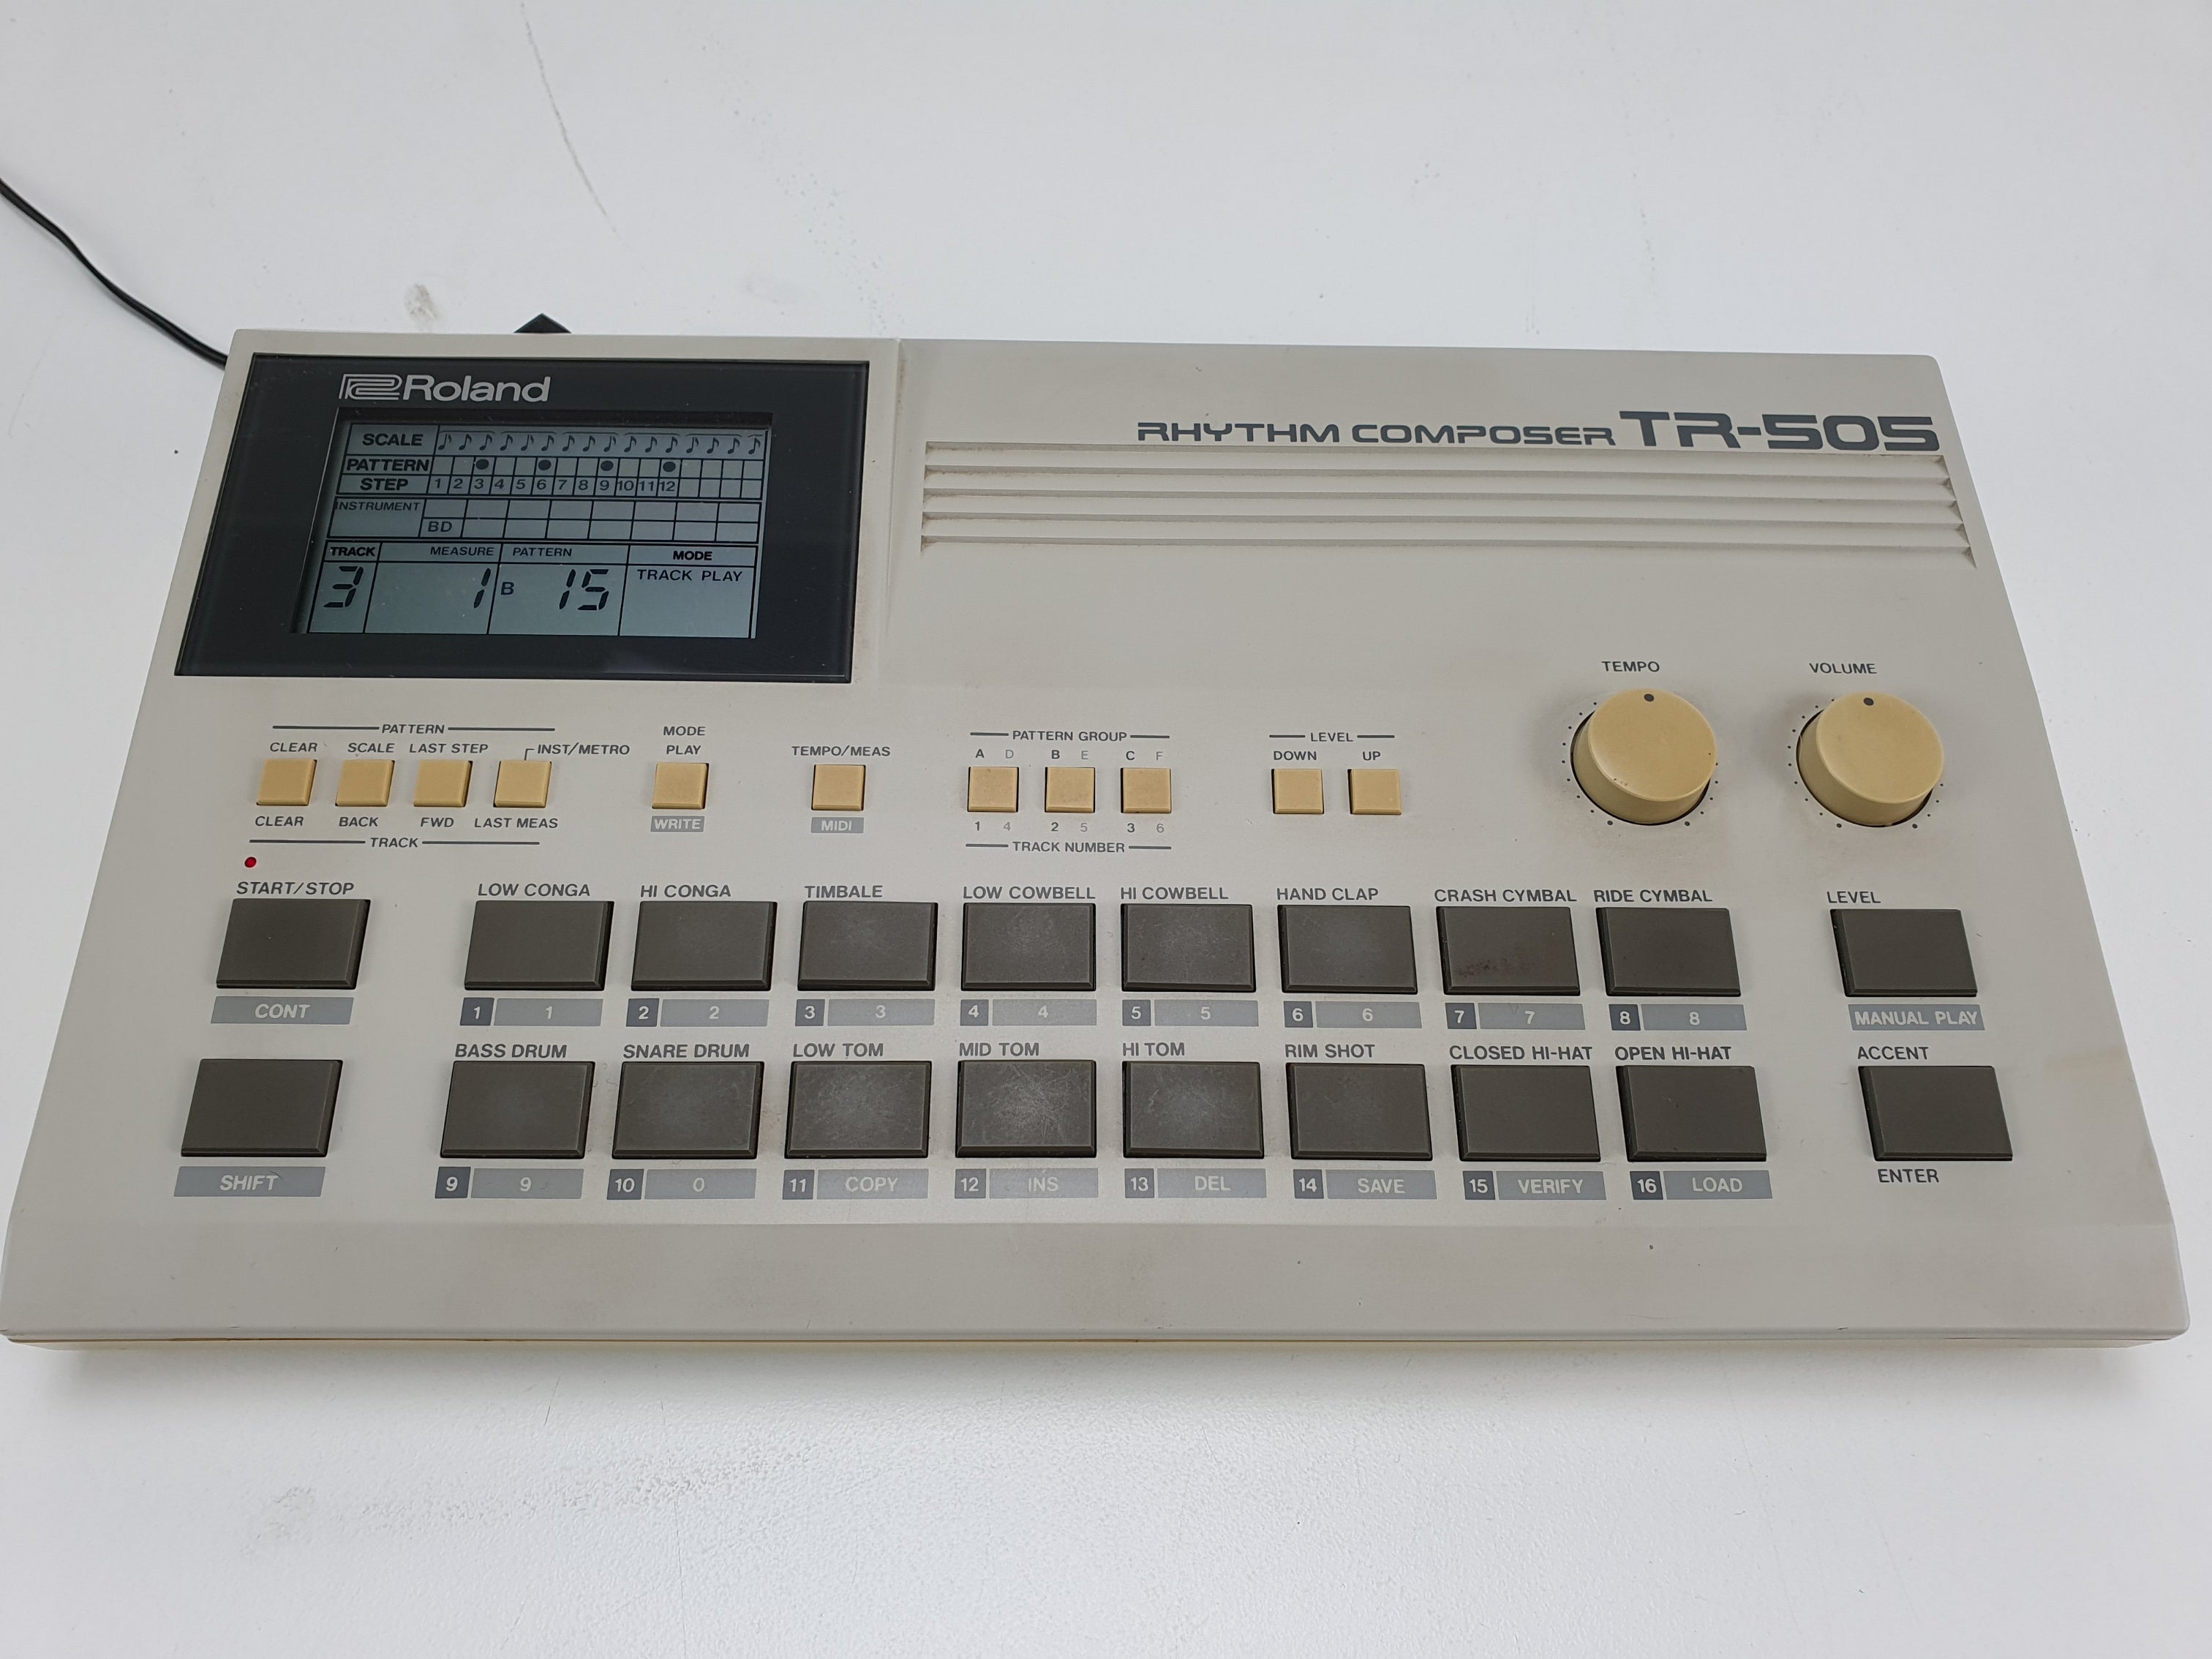 Roland
RHYTHM COMPOSER TR-505
SCALE
PATTERN
STEP 1 2 3 4 5 6 7 8 9 10 11 12
INSTRUMENT
BD
TRACK MEASURE PATTERN MODE
3 1 B 15 TRACK PLAY
TEMPO VOLUME
PATTERN MODE PATTERN GROUP LEVEL
CLEAR SCALE LAST STEP INST/METRO PLAY TEMPO/MEAS A D B E C F DOWN UP
CLEAR BACK FWD LAST MEAS WRITE MIDI 1 4 2 5 3 6
TRACK TRACK NUMBER
START/STOP LOW CONGA HI CONGA TIMBALE LOW COWBELL HI COWBELL HAND CLAP CRASH CYMBAL RIDE CYMBAL LEVEL
CONT 1 1 2 2 3 3 4 4 5 5 6 6 7 7 8 8 MANUAL PLAY
BASS DRUM SNARE DRUM LOW TOM MID TOM HI TOM RIM SHOT CLOSED HI-HAT OPEN HI-HAT ACCENT
SHIFT 9 9 10 0 11 COPY 12 INS 13 DEL 14 SAVE 15 VERIFY 16 LOAD ENTER